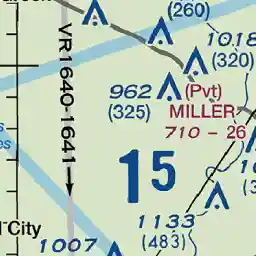 (260)
1018
(320)
VR1640-1641
962
(325)
(Pvt)
MILLER
710 - 26
15
1133
(483)
City
1007